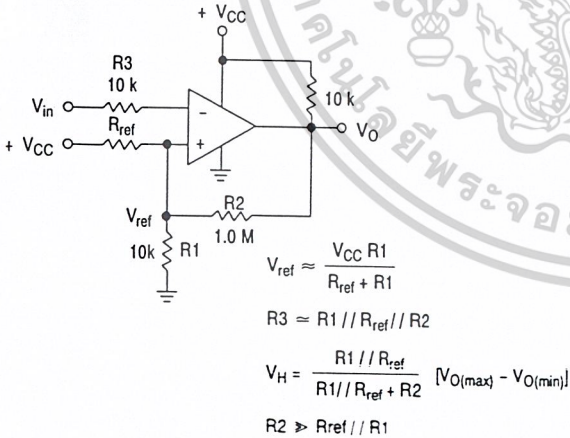 + VCC
R3
10 k
Vin
Rref
+ VCC
10 k
VO
-
+
R2
Vref
1.0 M
10k
R1
Vref ≈ VCC R1 / Rref + R1
R3 ≃ R1 // Rref // R2
VH = R1 // Rref / R1// Rref + R2 [VO(max) – VO(min)]
R2 ≫ Rref // R1